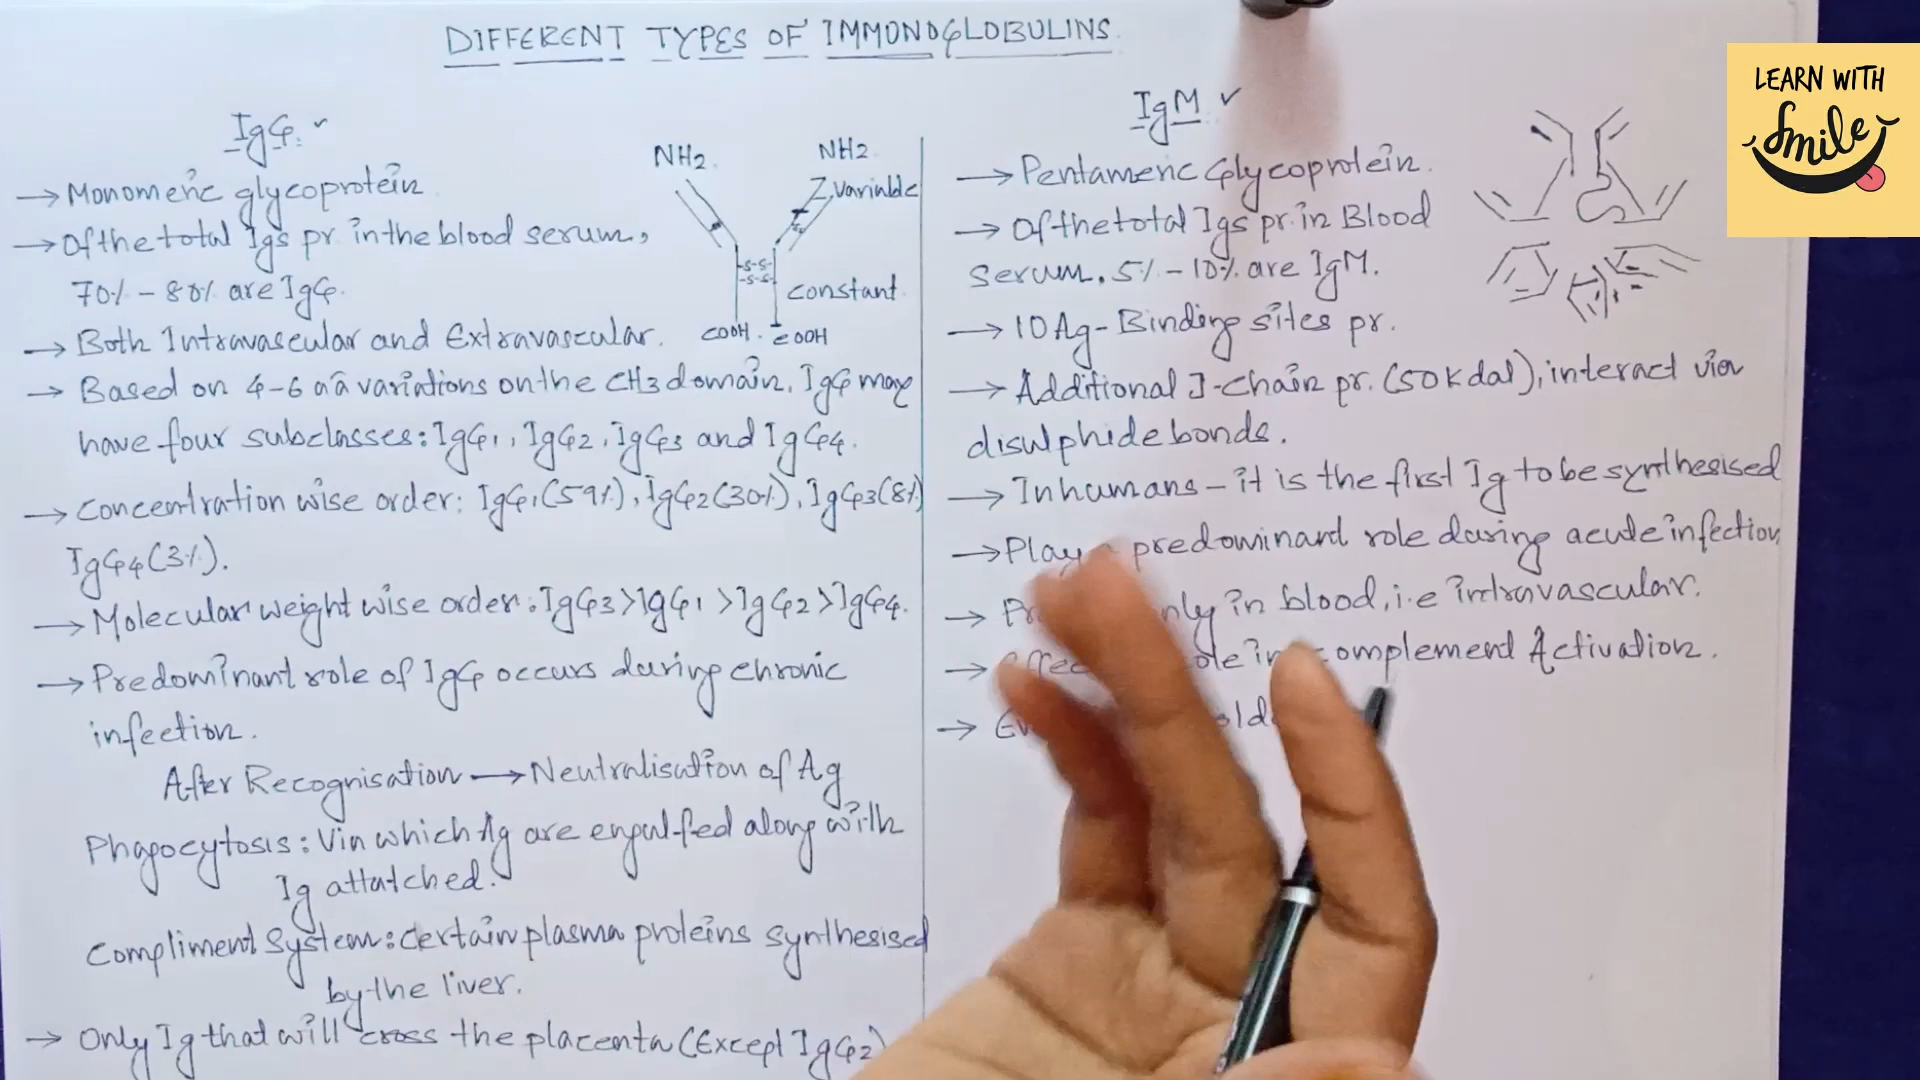 DIFFERENT TYPES OF IMMUNOGLOBULINS
IgG. ✓
→ Monomeric glycoprotein
→ Of the total Igs pr. in the blood serum,
70% - 80% are IgG.
→ Both Intravascular and Extravascular.
→ Based on 4-6 aa variations on the CH3 domain, IgG may
have four subclasses: IgG1, IgG2, IgG3 and IgG4.
→ Concentration wise order: IgG1(59%), IgG2(30%), IgG3(8%)
IgG4(3%).
→ Molecular weight wise order: IgG3 > IgG1 > IgG2 > IgG4.
→ Predominant role of IgG occurs during chronic
infection.
After Recognisation → Neutralisation of Ag
Phagocytosis: Via which Ag are engulfed along with
Ig attatched.
Compliment System: certain plasma proteins synthesised
by the liver.
→ Only Ig that will cross the placenta (Except IgG2)
NH2
NH2
variable
-S-S-
-S-S-
constant
COOH
COOH
IgM ✓
→ Pentameric Glycoprotein.
→ Of the total Igs pr. in Blood
serum, 5% - 10% are IgM.
→ 10 Ag-Binding sites pr.
→ Additional J-Chain pr. (50Kdal), interact via
disulphide bonds.
→ In humans - it is the first Ig to be synthesised
→ Play predominant role during acute infection
→ in blood, i.e intravascular.
→ complement Activation.
→
LEARN WITH
Smile